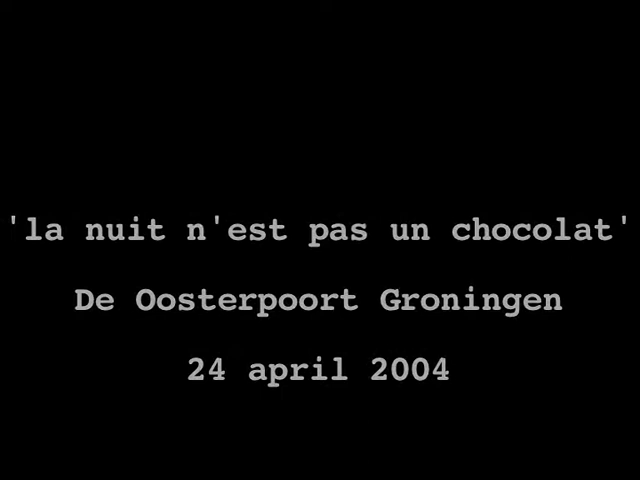 'la nuit n'est pas un chocolat'
De Oosterpoort Groningen
24 april 2004